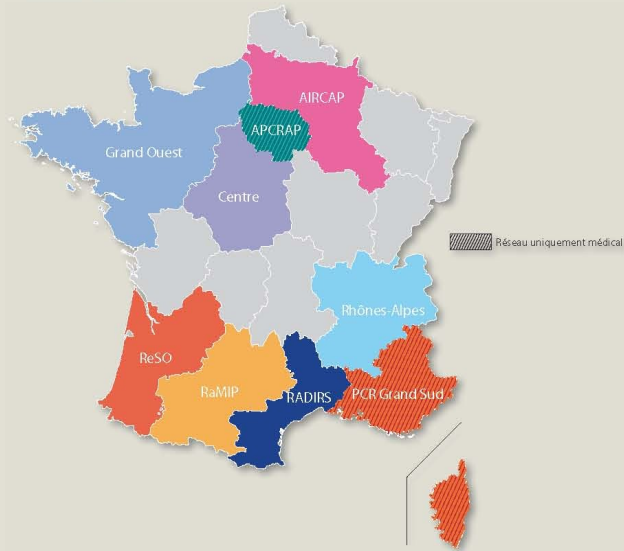 AIRCAP
APCRAP
Grand Ouest
Centre
Réseau uniquement médical
Rhônes-Alpes
ReSO
RaMIP
RADIRS
PCR Grand Sud